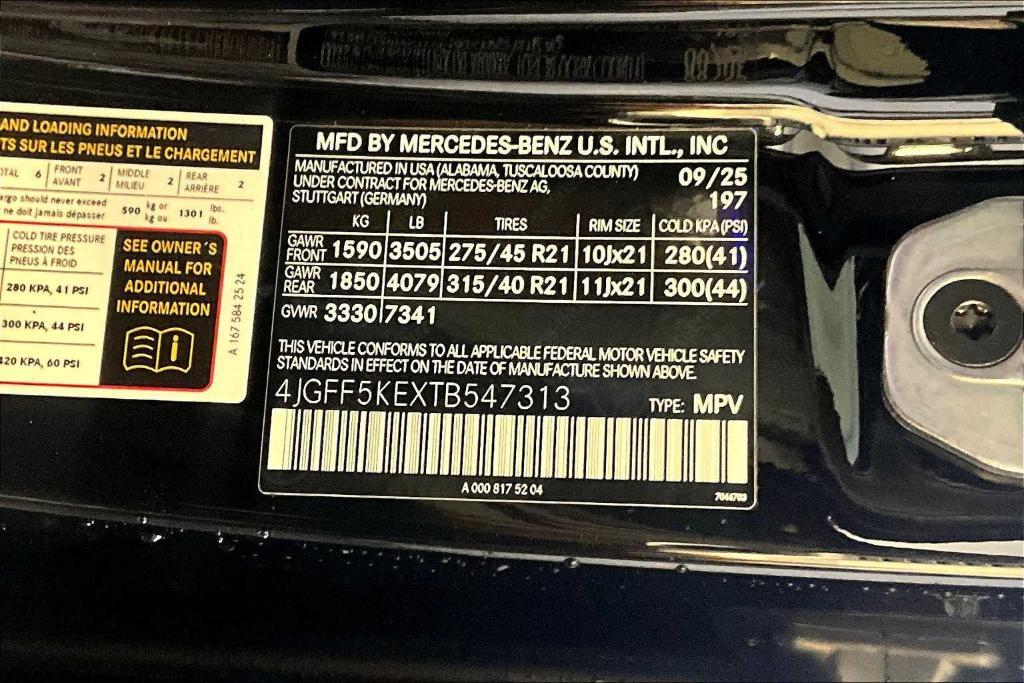 AND LOADING INFORMATION
TS SUR LES PNEUS ET LE CHARGEMENT
TOTAL 6 FRONT AVANT 2 MIDDLE MILIEU 2 REAR ARRIÈRE 2
argo should never exceed
ne doit jamais dépasser
590 kg or kg ou 1301 lbs. lb.
COLD TIRE PRESSURE
PRESSION DES
PNEUS À FROID
280 KPA, 41 PSI
300 KPA, 44 PSI
420 KPA, 60 PSI
SEE OWNER'S
MANUAL FOR
ADDITIONAL
INFORMATION
A 167 584 25 24
MFD BY MERCEDES-BENZ U.S. INTL., INC
MANUFACTURED IN USA (ALABAMA, TUSCALOOSA COUNTY)
UNDER CONTRACT FOR MERCEDES-BENZ AG,
STUTTGART (GERMANY)
09/25
197
KG LB TIRES RIM SIZE COLD KPA (PSI)
GAWR FRONT 1590 3505 275/45 R21 10Jx21 280(41)
GAWR REAR 1850 4079 315/40 R21 11Jx21 300(44)
GVWR 3330 7341
THIS VEHICLE CONFORMS TO ALL APPLICABLE FEDERAL MOTOR VEHICLE SAFETY
STANDARDS IN EFFECT ON THE DATE OF MANUFACTURE SHOWN ABOVE.
4JGFF5KEXTB547313 TYPE: MPV
A 000 817 52 04
7046703